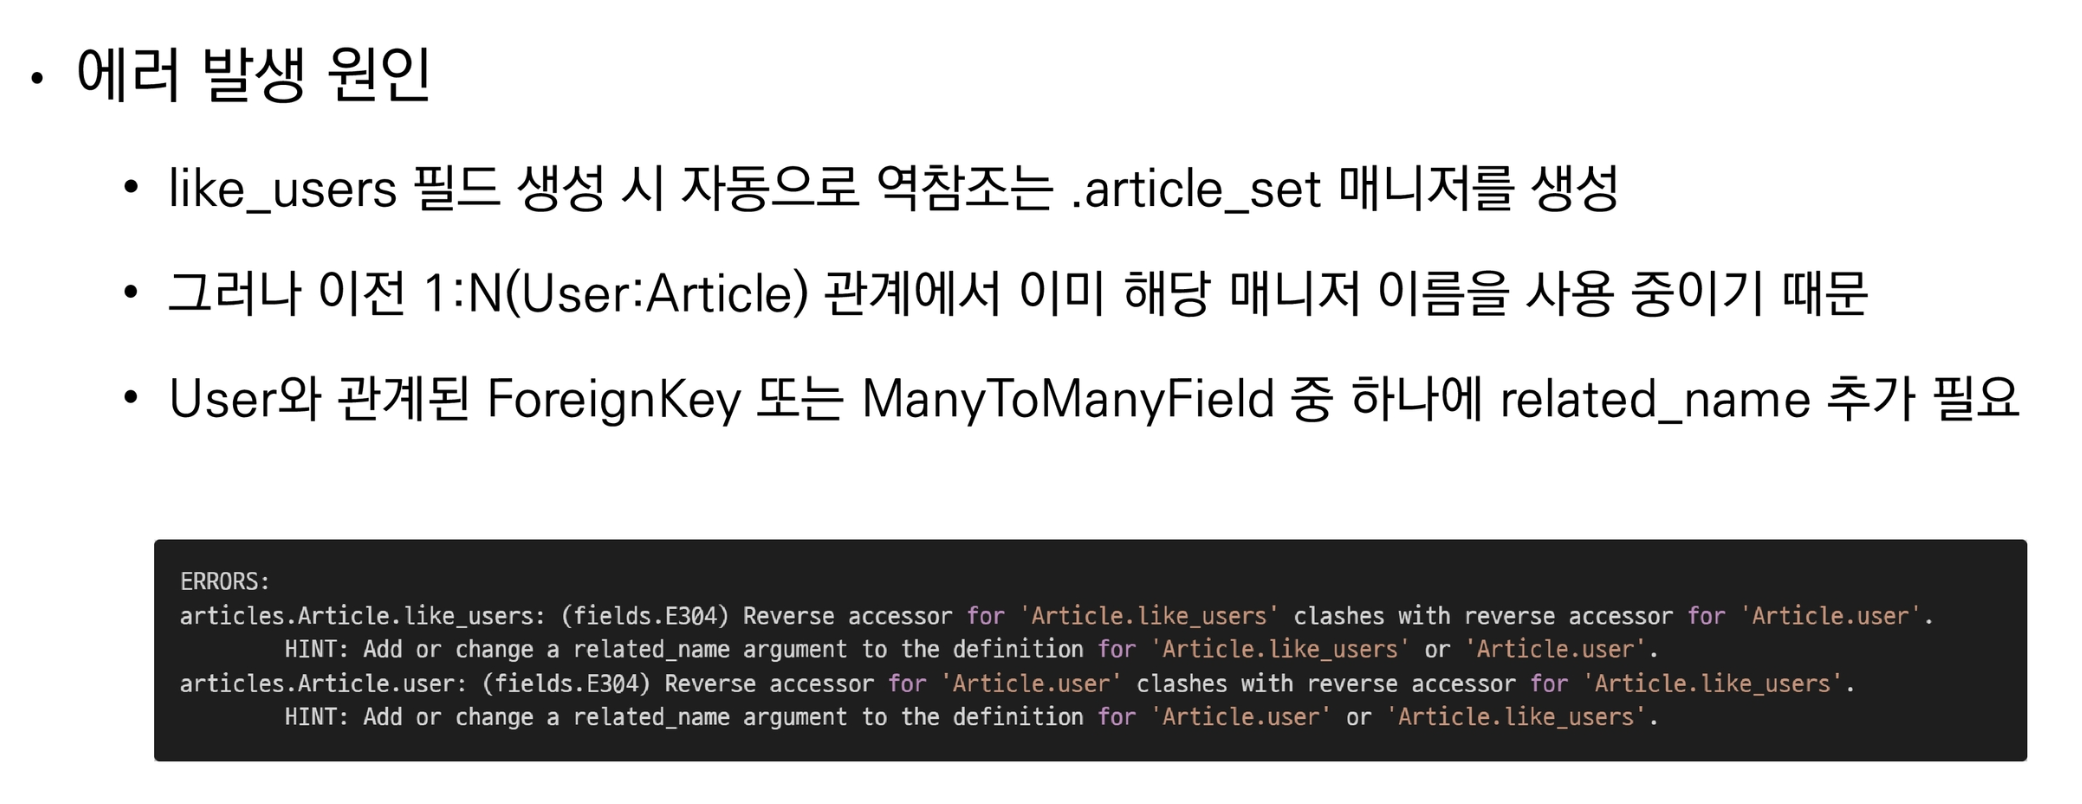 • 에러 발생 원인
• like_users 필드 생성 시 자동으로 역참조는 .article_set 매니저를 생성
• 그러나 이전 1:N(User:Article) 관계에서 이미 해당 매니저 이름을 사용 중이기 때문
• User와 관계된 ForeignKey 또는 ManyToManyField 중 하나에 related_name 추가 필요
ERRORS:
articles.Article.like_users: (fields.E304) Reverse accessor for 'Article.like_users' clashes with reverse accessor for 'Article.user'.
HINT: Add or change a related_name argument to the definition for 'Article.like_users' or 'Article.user'.
articles.Article.user: (fields.E304) Reverse accessor for 'Article.user' clashes with reverse accessor for 'Article.like_users'.
HINT: Add or change a related_name argument to the definition for 'Article.user' or 'Article.like_users'.